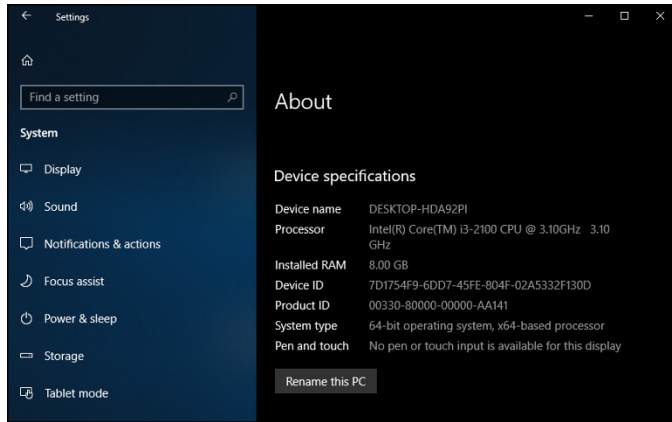 Settings
Find a setting
System
Display
Sound
Notifications & actions
Focus assist
Power & sleep
Storage
Tablet mode
About
Device specifications
Device name DESKTOP-HDA92PI
Processor Intel(R) Core(TM) i3-2100 CPU @ 3.10GHz 3.10
GHz
Installed RAM 8.00 GB
Device ID 7D1754F9-6DD7-45FE-804F-02A5332F130D
Product ID 00330-80000-00000-AA141
System type 64-bit operating system, x64-based processor
Pen and touch No pen or touch input is available for this display
Rename this PC